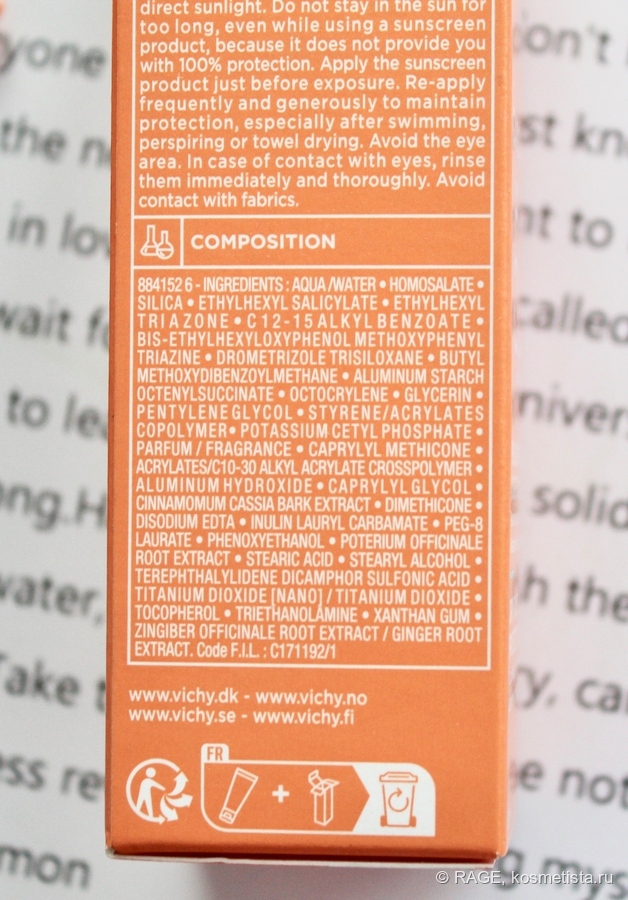 direct sunlight. Do not stay in the sun for
too long, even while using a sunscreen
product, because it does not provide you
with 100% protection. Apply the sunscreen
product just before exposure. Re-apply
frequently and generously to maintain
protection, especially after swimming,
perspiring or towel drying. Avoid the eye
area. In case of contact with eyes, rinse
them immediately and thoroughly. Avoid
contact with fabrics.
COMPOSITION
884152 6 - INGREDIENTS : AQUA / WATER • HOMOSALATE •
SILICA • ETHYLHEXYL SALICYLATE • ETHYLHEXYL
TRIAZONE • C12-15 ALKYL BENZOATE •
BIS-ETHYLHEXYLOXYPHENOL METHOXYPHENYL
TRIAZINE • DROMETRIZOLE TRISILOXANE • BUTYL
METHOXYDIBENZOYLMETHANE • ALUMINUM STARCH
OCTENYLSUCCINATE • OCTOCRYLENE • GLYCERIN •
PENTYLENE GLYCOL • STYRENE/ACRYLATES
COPOLYMER • POTASSIUM CETYL PHOSPHATE •
PARFUM / FRAGRANCE • CAPRYLYL METHICONE •
ACRYLATES/C10-30 ALKYL ACRYLATE CROSSPOLYMER •
ALUMINUM HYDROXIDE • CAPRYLYL GLYCOL •
CINNAMOMUM CASSIA BARK EXTRACT • DIMETHICONE •
DISODIUM EDTA • INULIN LAURYL CARBAMATE • PEG-8
LAURATE • PHENOXYETHANOL • POTERIUM OFFICINALE
ROOT EXTRACT • STEARIC ACID • STEARYL ALCOHOL •
TEREPHTHALYLIDENE DICAMPHOR SULFONIC ACID •
TITANIUM DIOXIDE [NANO] / TITANIUM DIOXIDE •
TOCOPHEROL • TRIETHANOLAMINE • XANTHAN GUM •
ZINGIBER OFFICINALE ROOT EXTRACT / GINGER ROOT
EXTRACT. Code F.I.L. : C171192/1
www.vichy.dk - www.vichy.no
www.vichy.se - www.vichy.fi
FR
+
© RAGE, kosmetista.ru